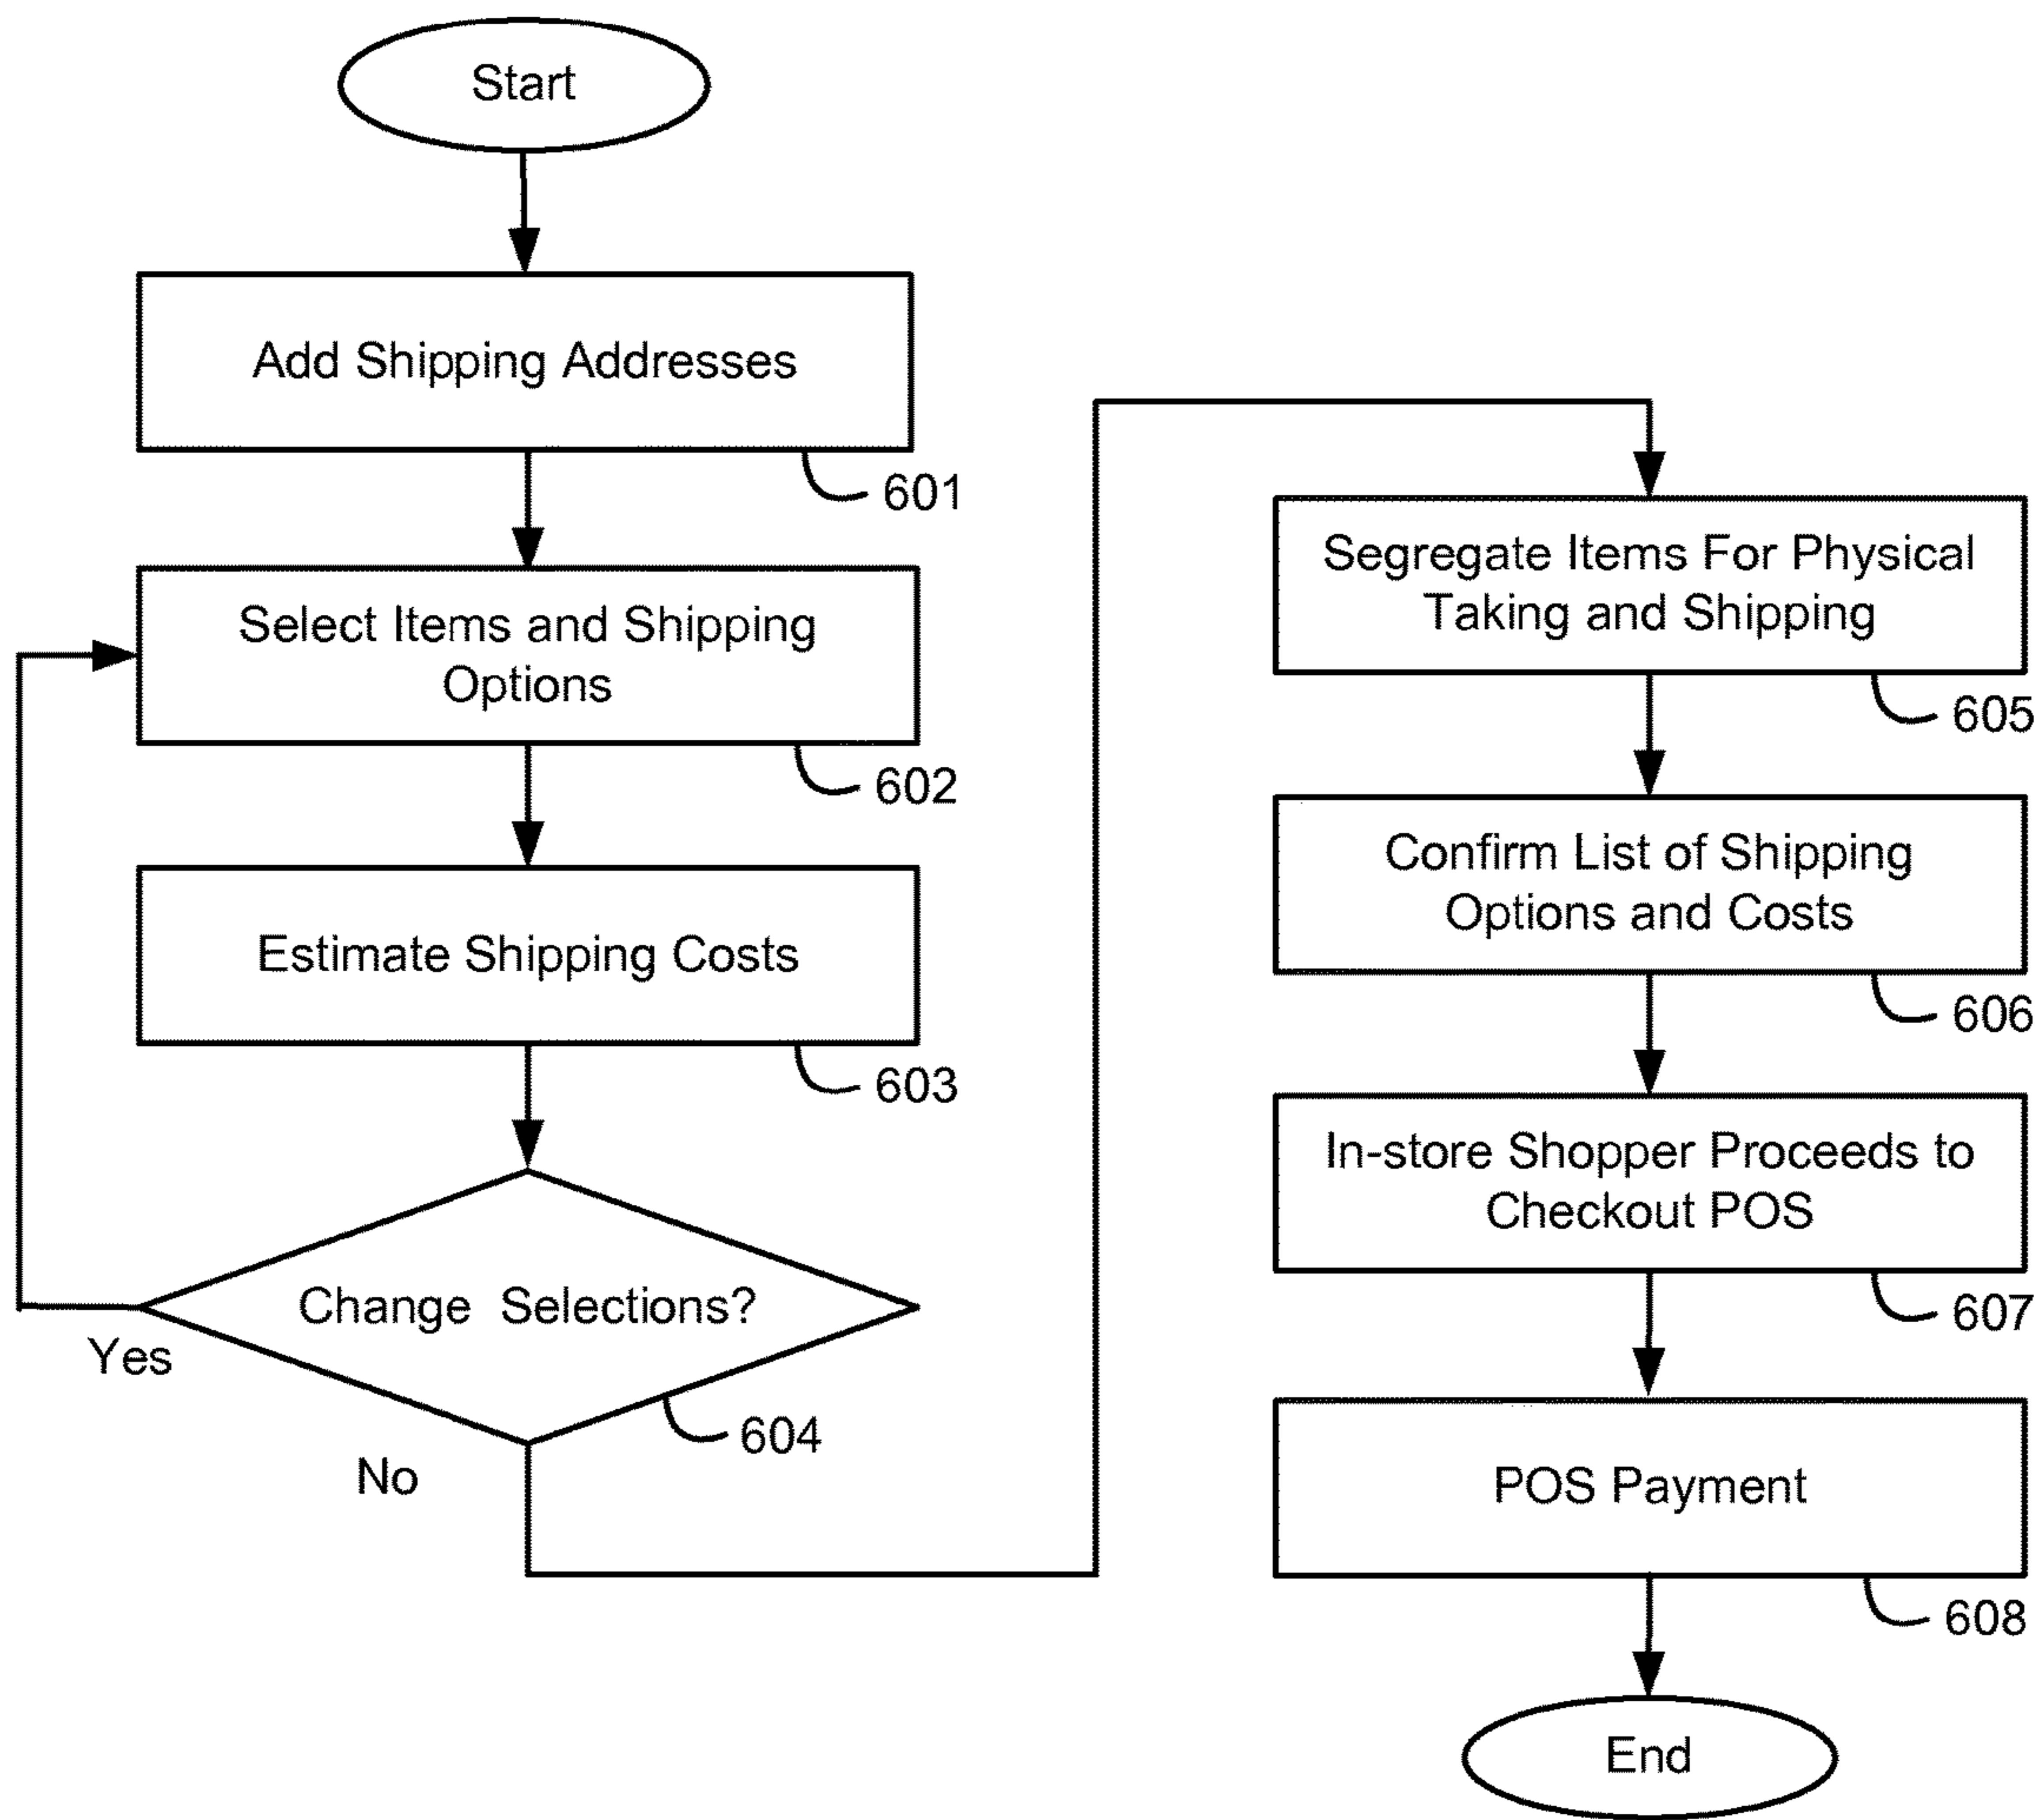 Start
Add Shipping Addresses
601
Select Items and Shipping
Options
602
Estimate Shipping Costs
603
Change Selections?
Yes
604
No
Segregate Items For Physical
Taking and Shipping
605
Confirm List of Shipping
Options and Costs
606
In-store Shopper Proceeds to
Checkout POS
607
POS Payment
608
End